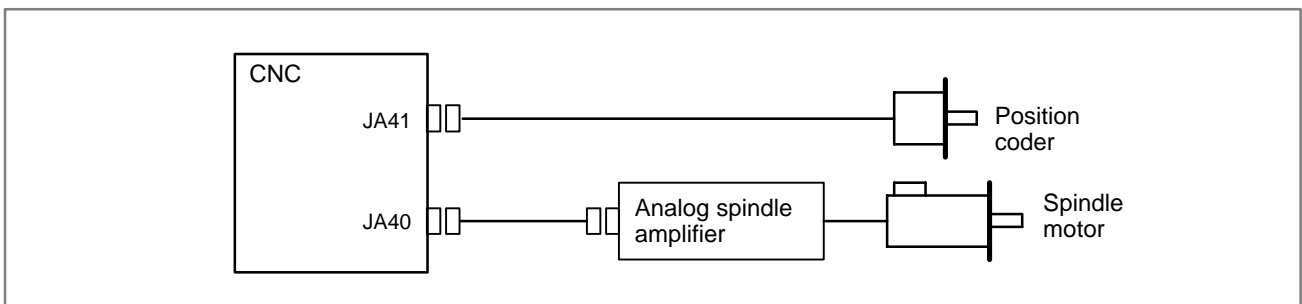 CNC
JA41
Position
coder
JA40
Analog spindle
amplifier
Spindle
motor